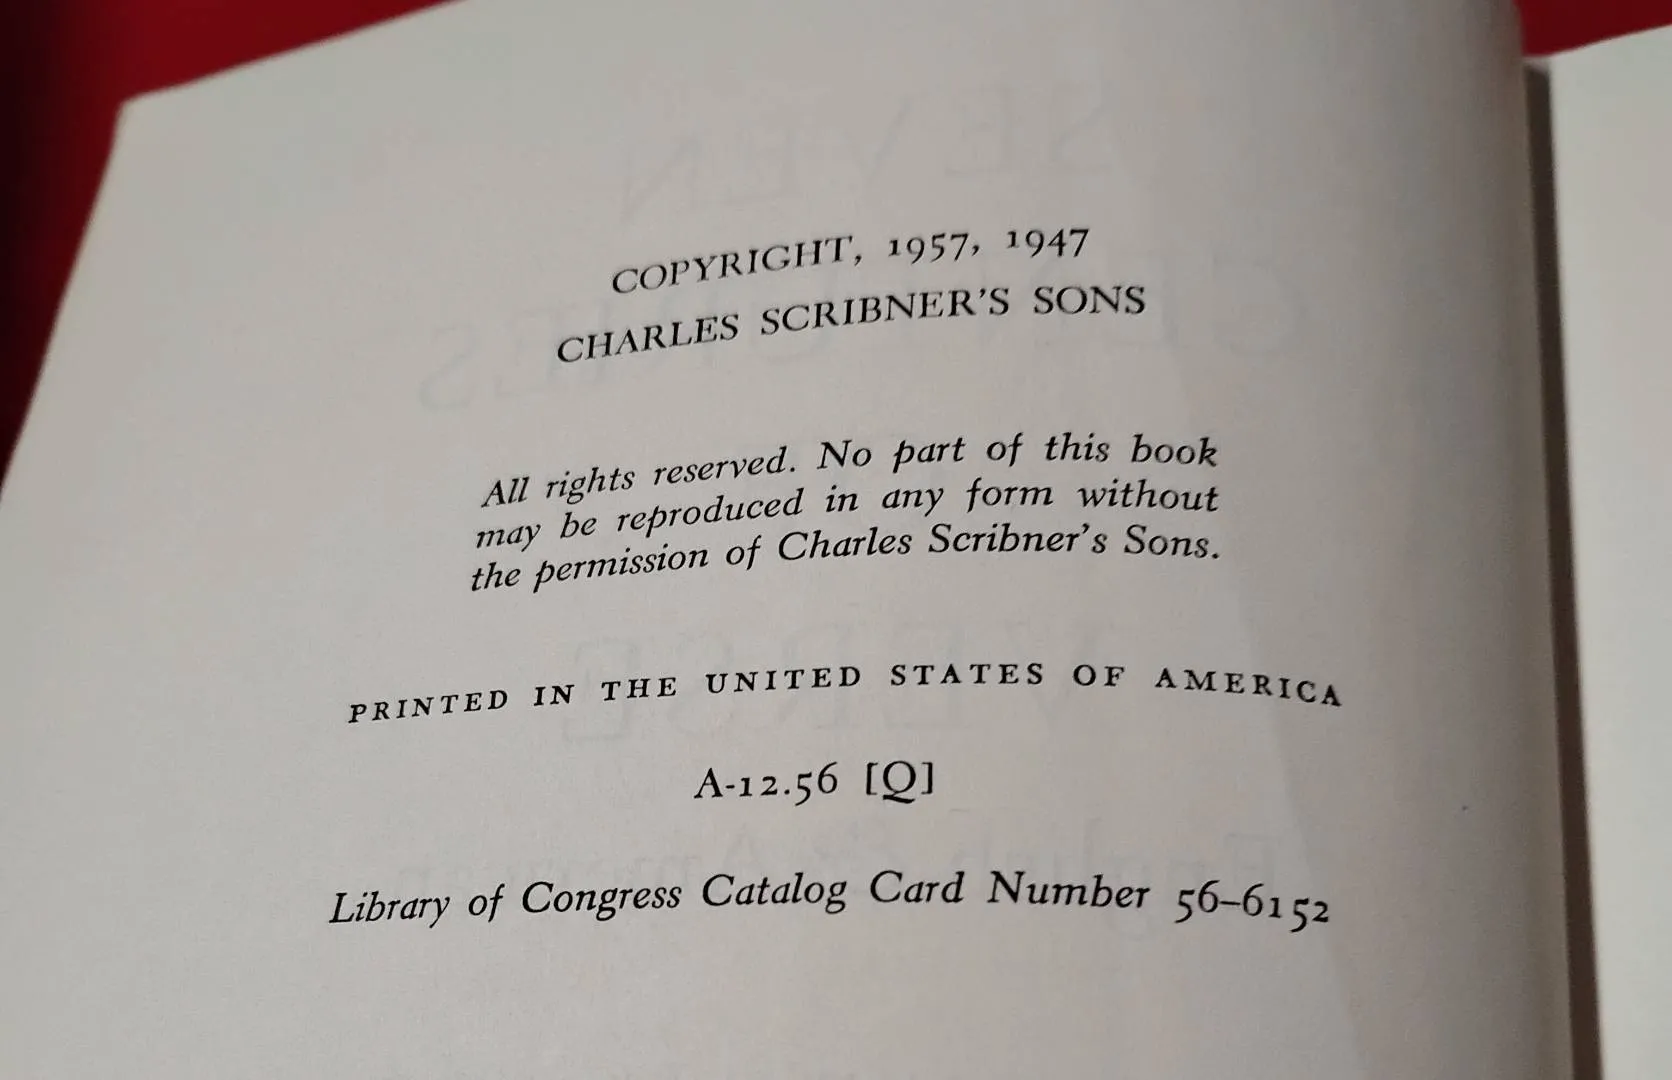 COPYRIGHT, 1957, 1947
CHARLES SCRIBNER'S SONS
All rights reserved. No part of this book
may be reproduced in any form without
the permission of Charles Scribner's Sons.
PRINTED IN THE UNITED STATES OF AMERICA
A-12.56 [Q]
Library of Congress Catalog Card Number 56–6152